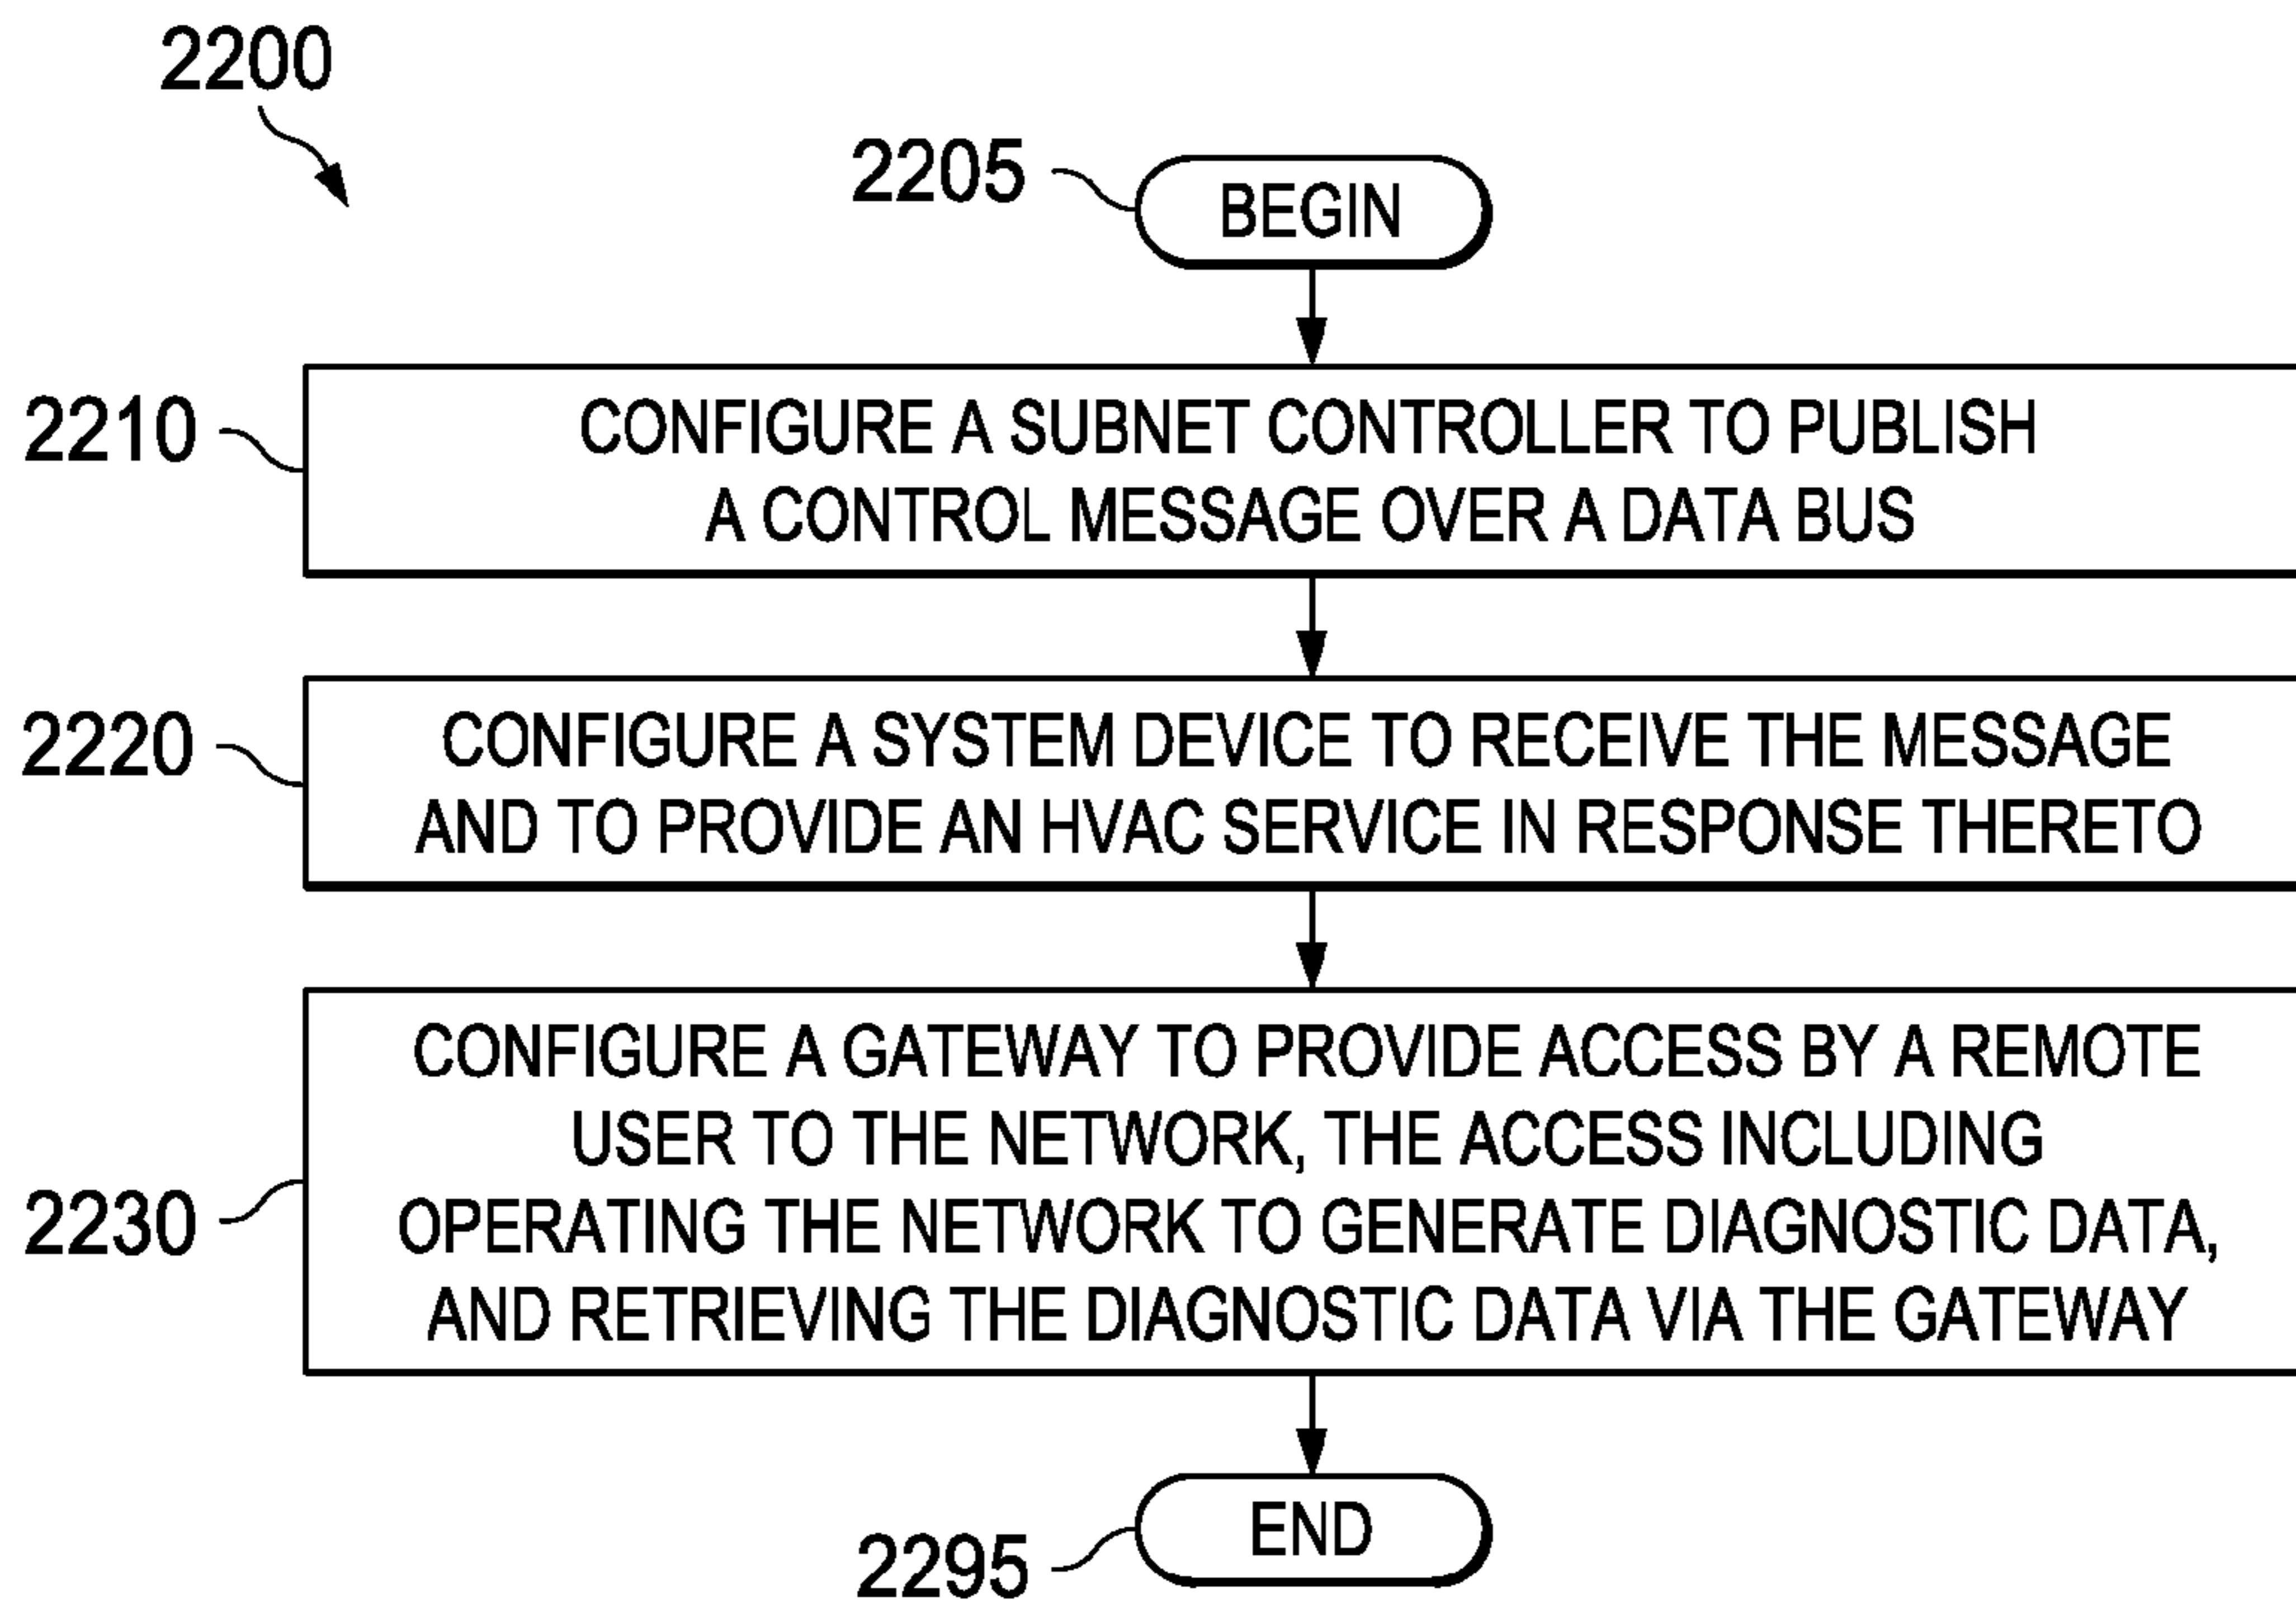 2200
2205
BEGIN
2210
CONFIGURE A SUBNET CONTROLLER TO PUBLISH
A CONTROL MESSAGE OVER A DATA BUS
2220
CONFIGURE A SYSTEM DEVICE TO RECEIVE THE MESSAGE
AND TO PROVIDE AN HVAC SERVICE IN RESPONSE THERETO
2230
CONFIGURE A GATEWAY TO PROVIDE ACCESS BY A REMOTE
USER TO THE NETWORK, THE ACCESS INCLUDING
OPERATING THE NETWORK TO GENERATE DIAGNOSTIC DATA,
AND RETRIEVING THE DIAGNOSTIC DATA VIA THE GATEWAY
2295
END